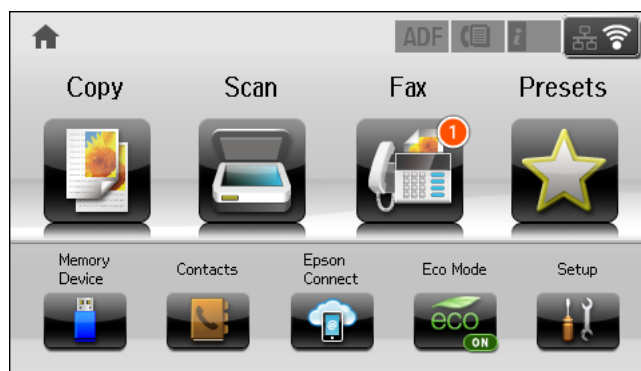 ADF i
Copy Scan Fax Presets
1
Memory Device Contacts Epson Connect Eco Mode Setup
@
eco
ON